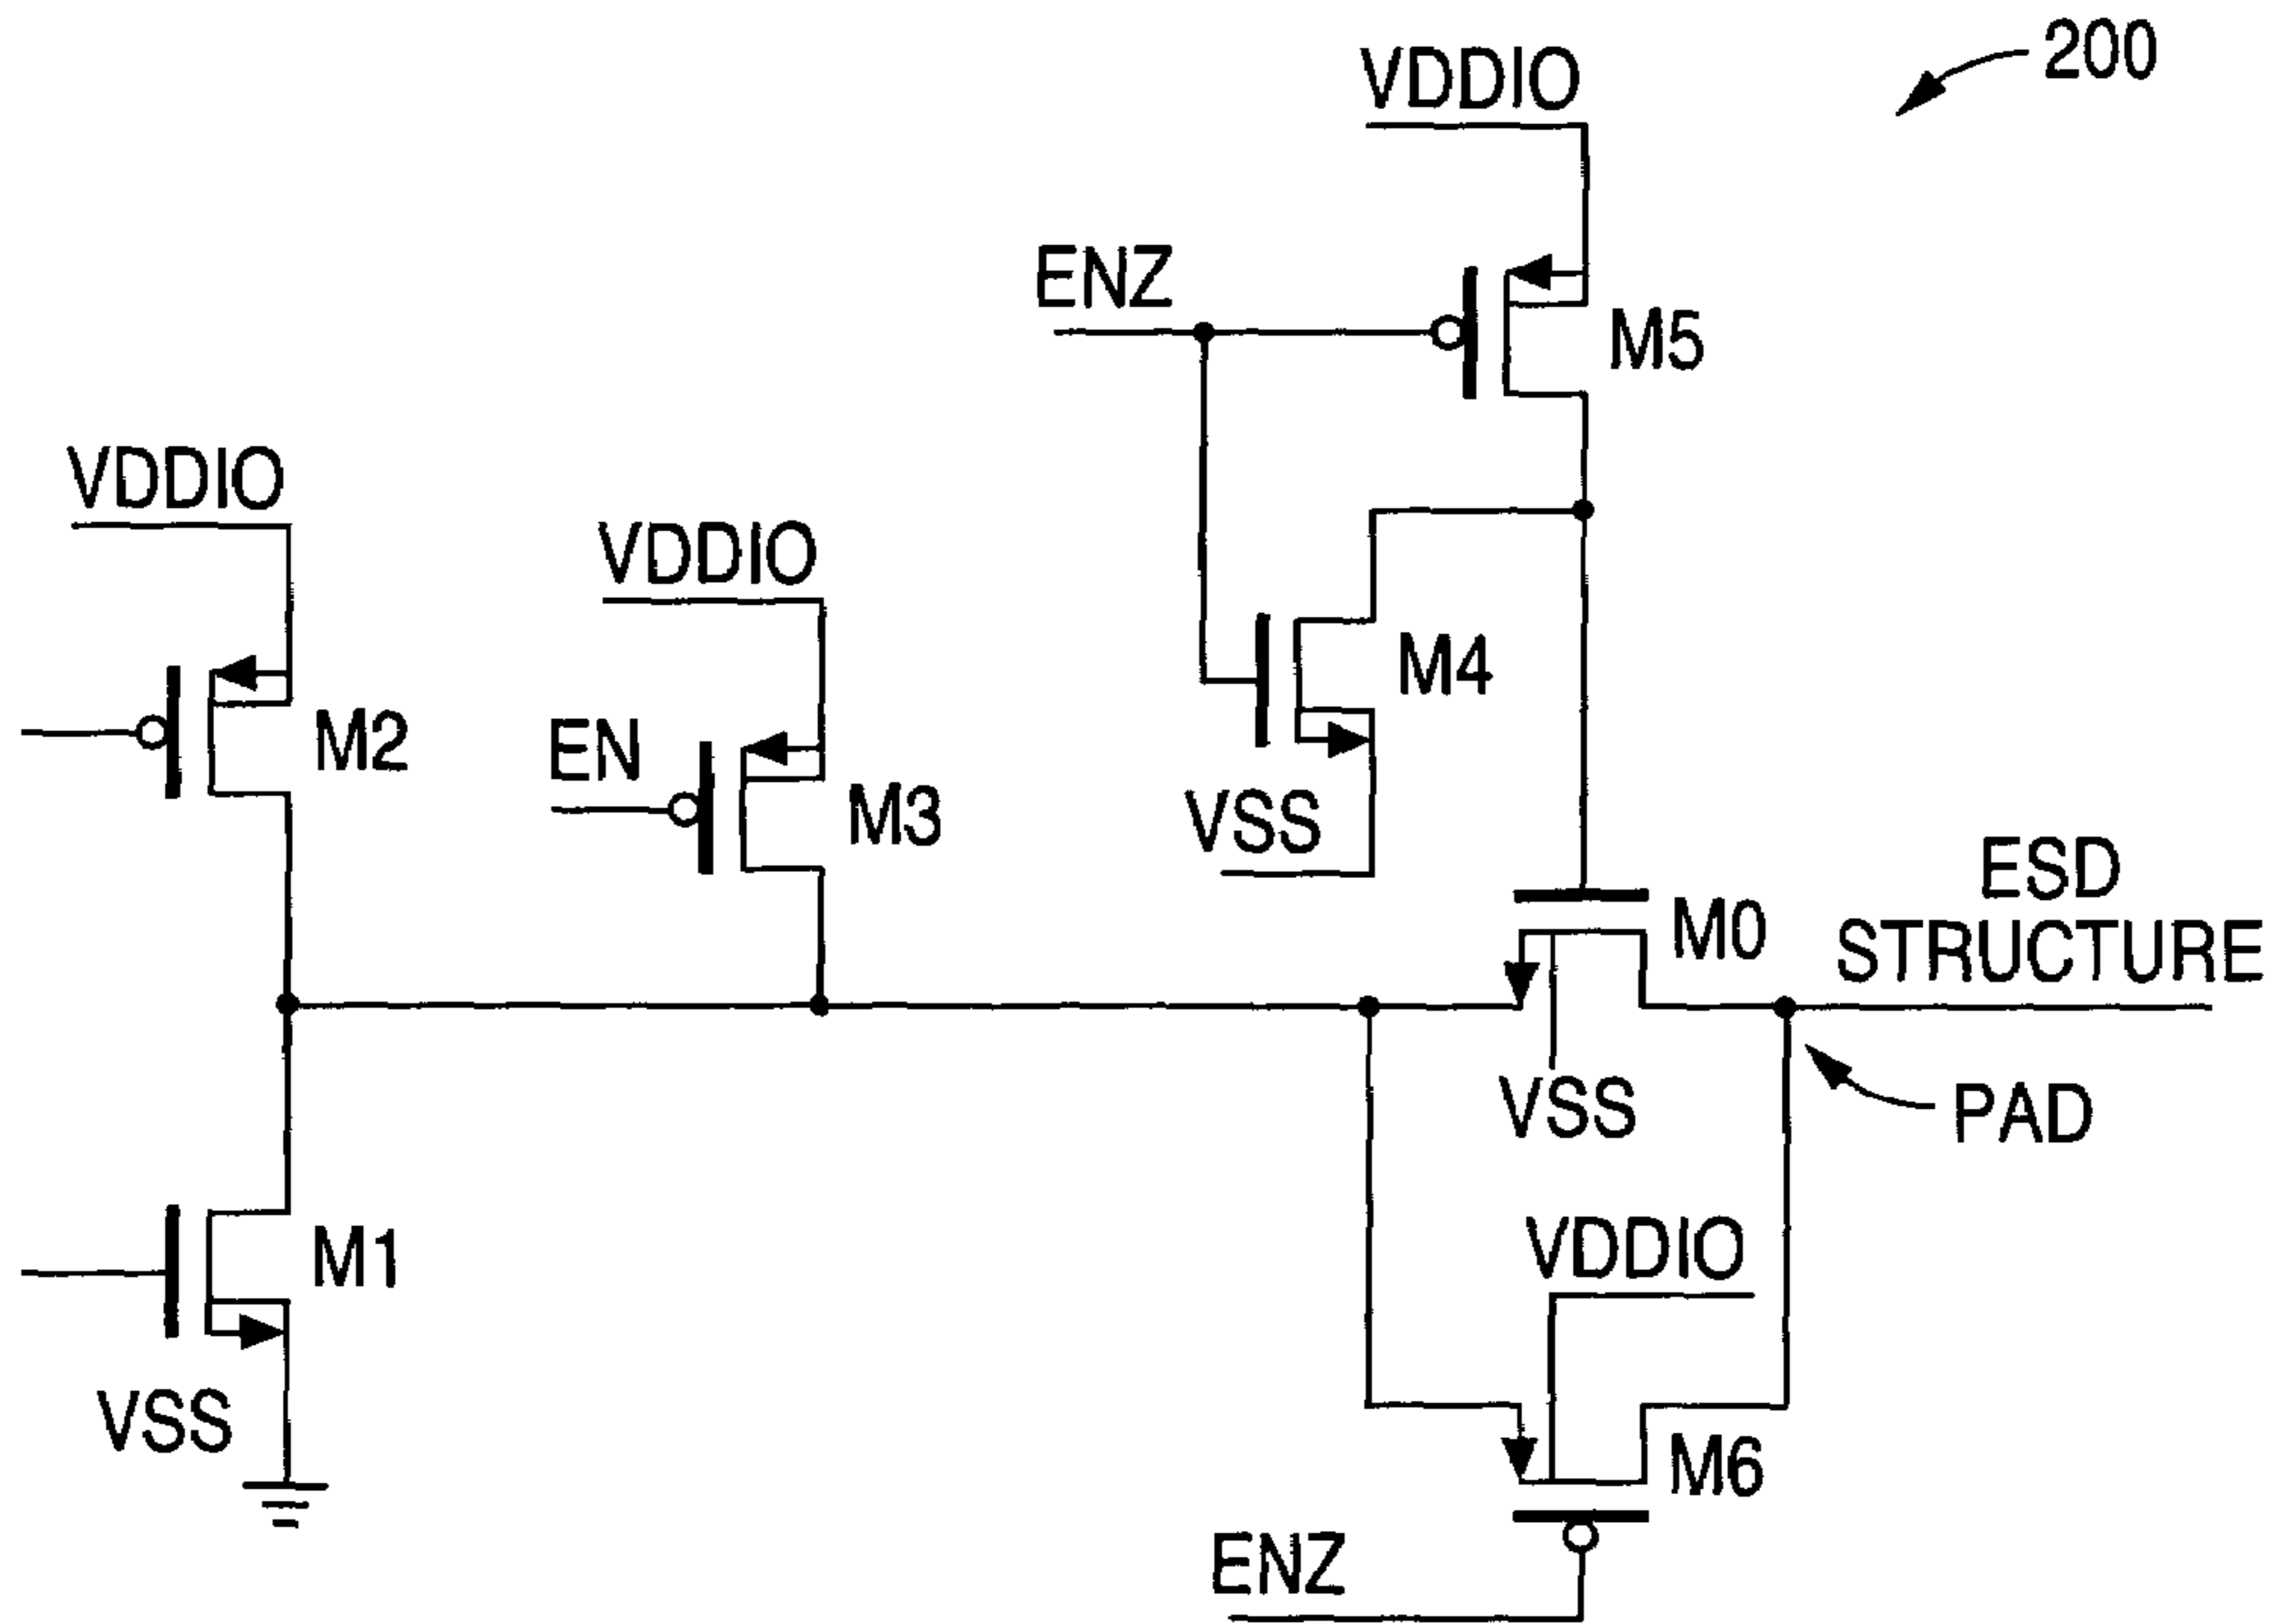 200
VDDIO
ENZ
M5
VDDIO
VDDIO
M4
M2
EN
M3
VSS
ESD
STRUCTURE
M0
VSS
PAD
M1
VDDIO
VSS
M6
ENZ